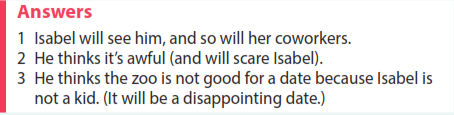 Answers
1 Isabel will see him, and so will her coworkers.
2 He thinks it’s awful (and will scare Isabel).
3 He thinks the zoo is not good for a date because Isabel is
not a kid. (It will be a disappointing date.)